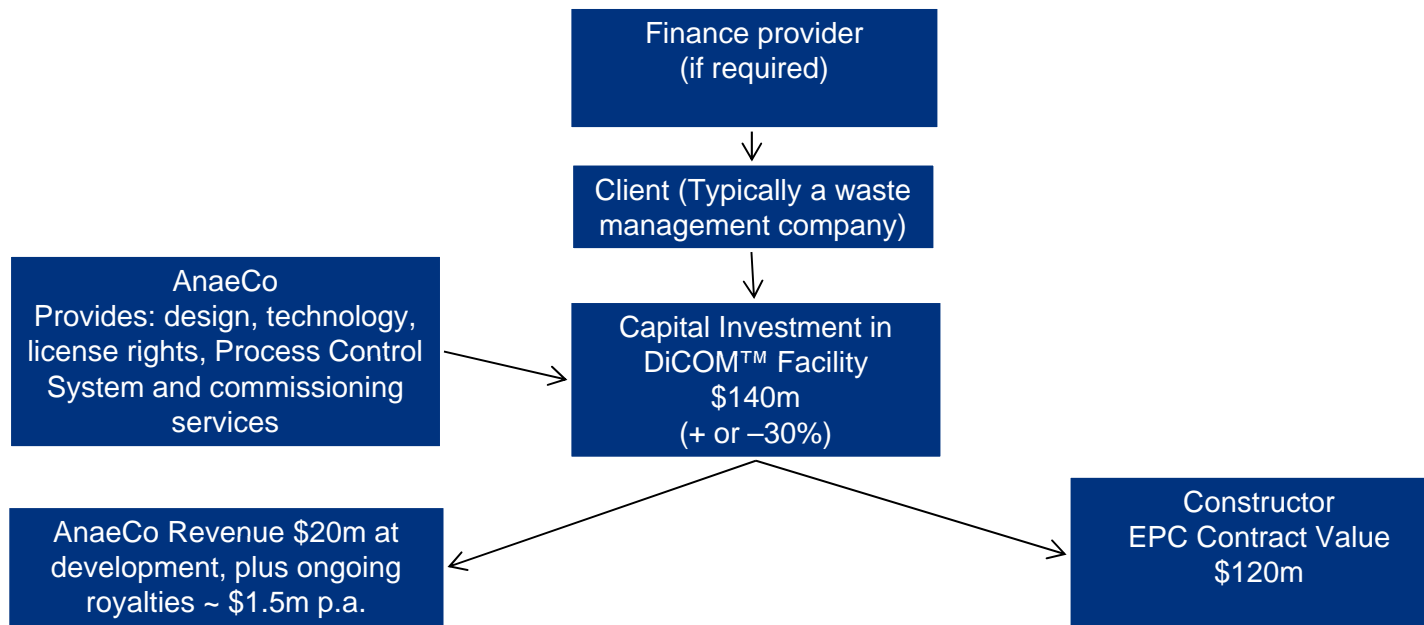 Finance provider
(if required)
Client (Typically a waste
management company)
AnaeCo
Provides: design, technology,
license rights, Process Control
System and commissioning
services
Capital Investment in
DiCOM™ Facility
$140m
(+ or –30%)
AnaeCo Revenue $20m at
development, plus ongoing
royalties ~ $1.5m p.a.
Constructor
EPC Contract Value
$120m